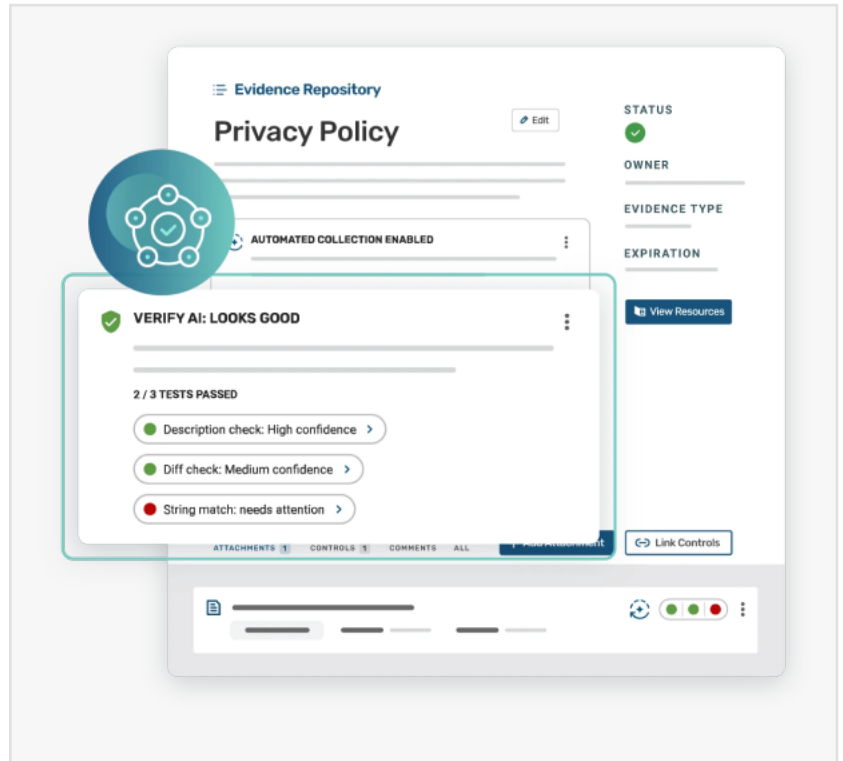 Evidence Repository
Privacy Policy
Edit
STATUS
OWNER
EVIDENCE TYPE
EXPIRATION
View Resources
AUTOMATED COLLECTION ENABLED
VERIFY AI: LOOKS GOOD
2 / 3 TESTS PASSED
Description check: High confidence
Diff check: Medium confidence
String match: needs attention
ATTACHMENTS 1 CONTROLS 1 COMMENTS ALL
Add Attachment
Link Controls